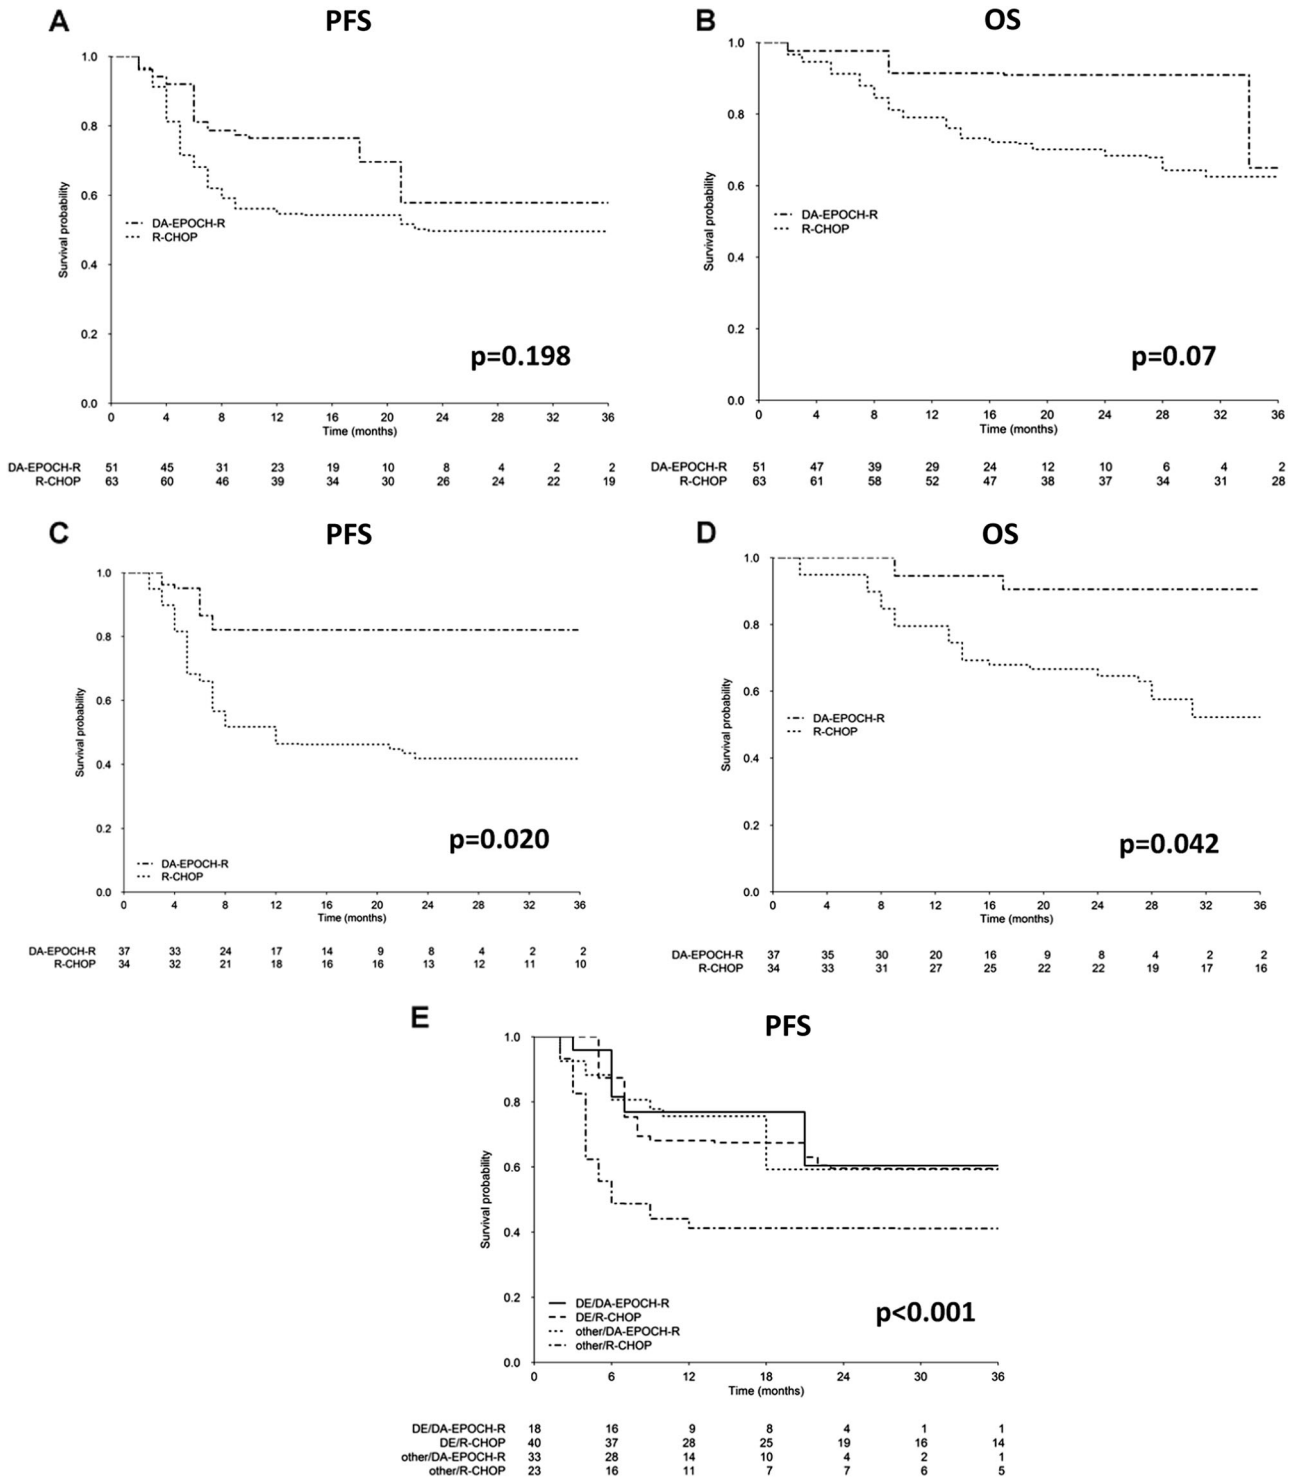 A PFS
1.0
0.8
0.6
0.4
0.2
0.0
Survival probability
DA-EPOCH-R
R-CHOP
p=0.198
0 4 8 12 16 20 24 28 32 36
Time (months)
DA-EPOCH-R 51 45 31 23 19 10 8 4 2 2
R-CHOP 63 60 46 39 34 30 26 24 22 19
B OS
1.0
0.8
0.6
0.4
0.2
0.0
Survival probability
DA-EPOCH-R
R-CHOP
p=0.07
0 4 8 12 16 20 24 28 32 36
Time (months)
DA-EPOCH-R 51 47 39 29 24 12 10 6 4 2
R-CHOP 63 61 58 52 47 38 37 34 31 28
C PFS
1.0
0.8
0.6
0.4
0.2
0.0
Survival probability
p=0.020
DA-EPOCH-R
R-CHOP
0 4 8 12 16 20 24 28 32 36
Time (months)
DA-EPOCH-R 37 33 24 17 14 9 8 4 2 2
R-CHOP 34 32 21 18 16 16 13 12 11 10
D OS
1.0
0.8
0.6
0.4
0.2
0.0
Survival probability
DA-EPOCH-R
R-CHOP
p=0.042
0 4 8 12 16 20 24 28 32 36
Time (months)
DA-EPOCH-R 37 35 30 20 16 9 8 4 2 2
R-CHOP 34 33 31 27 25 22 22 19 17 16
E PFS
1.0
0.8
0.6
0.4
0.2
0.0
Survival probability
DE/DA-EPOCH-R
DE/R-CHOP
other/DA-EPOCH-R
other/R-CHOP
p<0.001
0 6 12 18 24 30 36
Time (months)
DE/DA-EPOCH-R 18 16 9 8 4 1 1
DE/R-CHOP 40 37 28 25 19 16 14
other/DA-EPOCH-R 33 28 14 10 4 2 1
other/R-CHOP 23 16 11 7 7 6 5